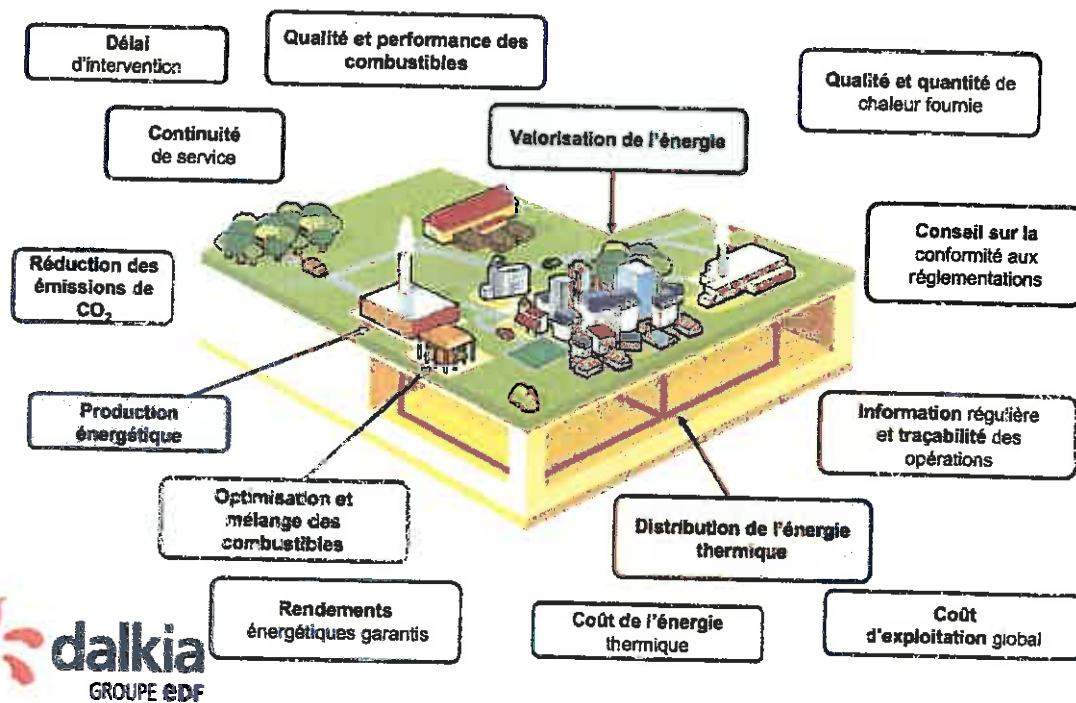 Délai
d'intervention
Qualité et performance des
combustibles
Qualité et quantité de
chaleur fournie
Continuité
de service
Valorisation de l'énergie
Conseil sur la
conformité aux
réglementations
Réduction des
émissions de
CO₂
Production
énergétique
Information régulière
et traçabilité des
opérations
Optimisation et
mélange des
combustibles
Distribution de l'énergie
thermique
Rendements
énergétiques garantis
Coût de l'énergie
thermique
Coût
d'exploitation global
dalkia
GROUPE EDF